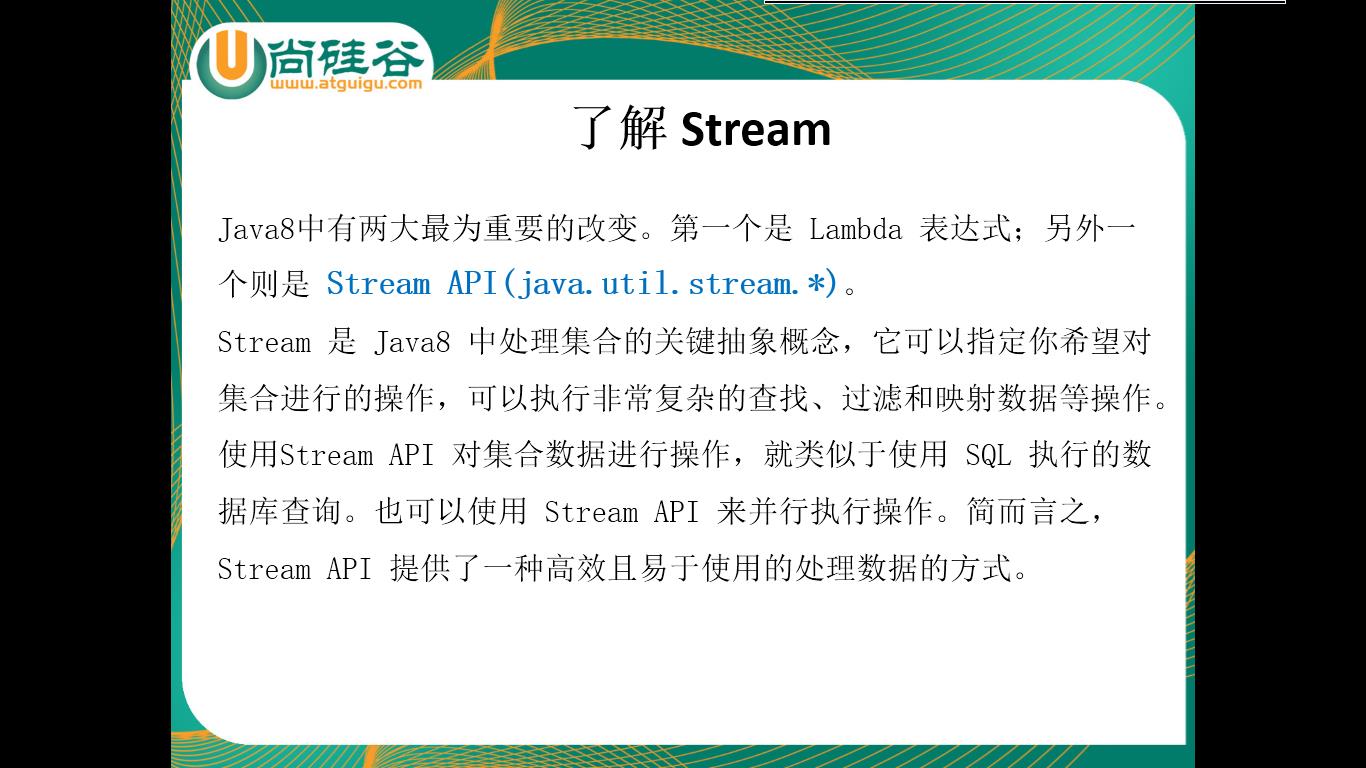 尚硅谷
www.atguigu.com
了解 Stream
Java8中有两大最为重要的改变。第一个是 Lambda 表达式；另外一
个则是 Stream API(java.util.stream.*)。
Stream 是 Java8 中处理集合的关键抽象概念，它可以指定你希望对
集合进行的操作，可以执行非常复杂的查找、过滤和映射数据等操作。
使用Stream API 对集合数据进行操作，就类似于使用 SQL 执行的数
据库查询。也可以使用 Stream API 来并行执行操作。简而言之，
Stream API 提供了一种高效且易于使用的处理数据的方式。